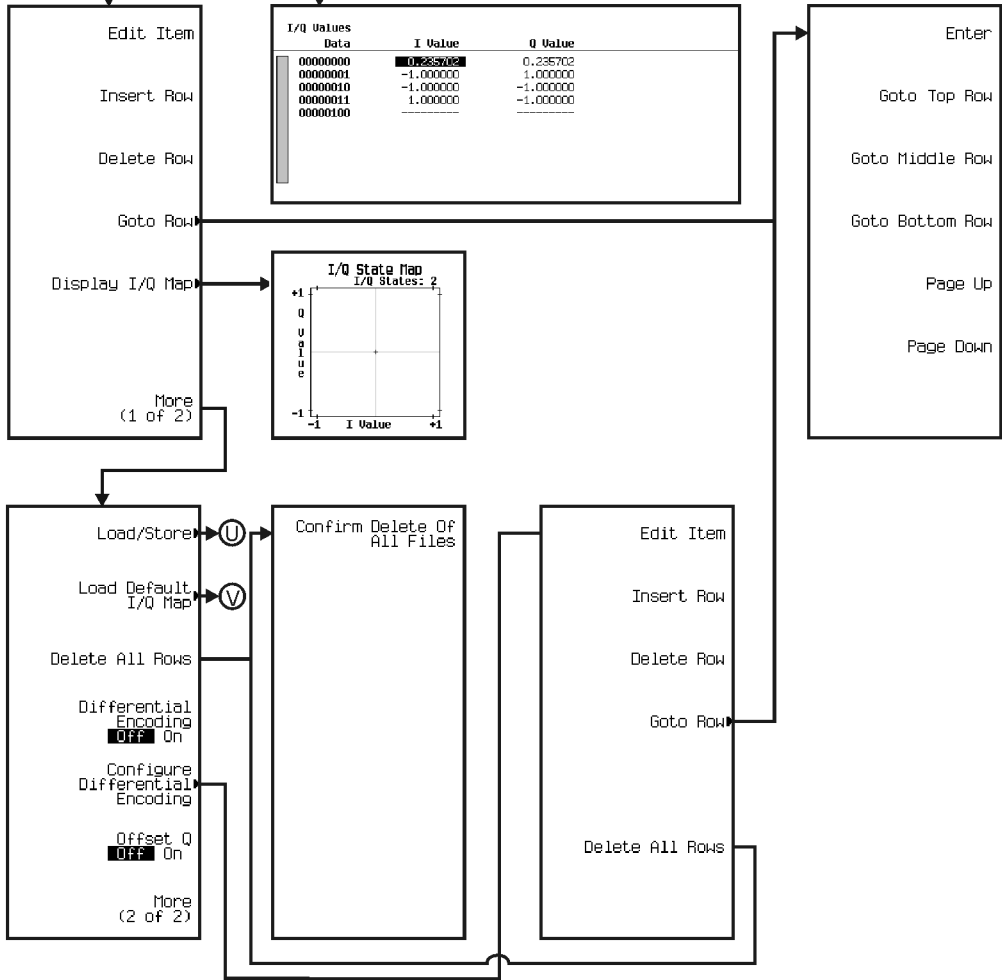 Edit Item
Insert Row
Delete Row
Goto Row
Display I/Q Map
More
(1 of 2)
I/Q Values
Data I Value Q Value
00000000 0.235702 0.235702
00000001 -1.000000 1.000000
00000010 -1.000000 -1.000000
00000011 1.000000 -1.000000
00000100 --------- ---------
I/Q State Map
I/Q States: 2
+1
Q Value
-1
-1 I Value +1
Enter
Goto Top Row
Goto Middle Row
Goto Bottom Row
Page Up
Page Down
Load/Store
U
Load Default
I/Q Map
V
Delete All Rows
Differential
Encoding
Off On
Configure
Differential
Encoding
Offset Q
Off On
More
(2 of 2)
Confirm Delete Of
All Files
Edit Item
Insert Row
Delete Row
Goto Row
Delete All Rows